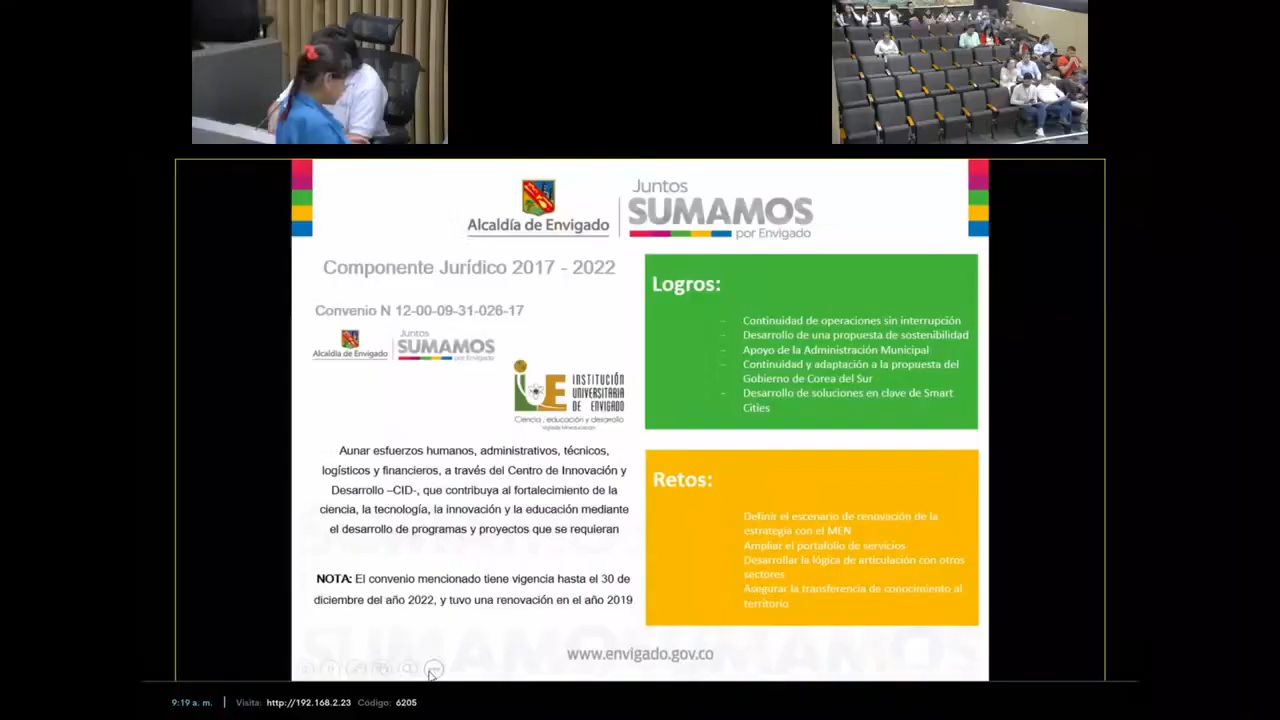 Alcaldía de Envigado
Juntos
SUMAMOS
por Envigado
Componente Jurídico 2017 - 2022
Convenio N 12-00-09-31-026-17
Alcaldía de Envigado
Juntos
SUMAMOS
por Envigado
INSTITUCIÓN
UNIVERSITARIA
DE ENVIGADO
Ciencia, educación y desarrollo
Aunar esfuerzos humanos, administrativos, técnicos,
logísticos y financieros, a través del Centro de Innovación y
Desarrollo –CID-, que contribuya al fortalecimiento de la
ciencia, la tecnología, la innovación y la educación mediante
el desarrollo de programas y proyectos que se requieran
NOTA: El convenio mencionado tiene vigencia hasta el 30 de
diciembre del año 2022, y tuvo una renovación en el año 2019
Logros:
- Continuidad de operaciones sin interrupción
- Desarrollo de una propuesta de sostenibilidad
- Apoyo de la Administración Municipal
- Continuidad y adaptación a la propuesta del
Gobierno de Corea del Sur
- Desarrollo de soluciones en clave de Smart
Cities
Retos:
Definir el escenario de renovación de la
estrategia con el MEN
Ampliar el portafolio de servicios
Desarrollar la lógica de articulación con otros
sectores
Asegurar la transferencia de conocimiento al
territorio
www.envigado.gov.co
9:19 a. m. | Visita: http://192.168.2.23 Código: 6205